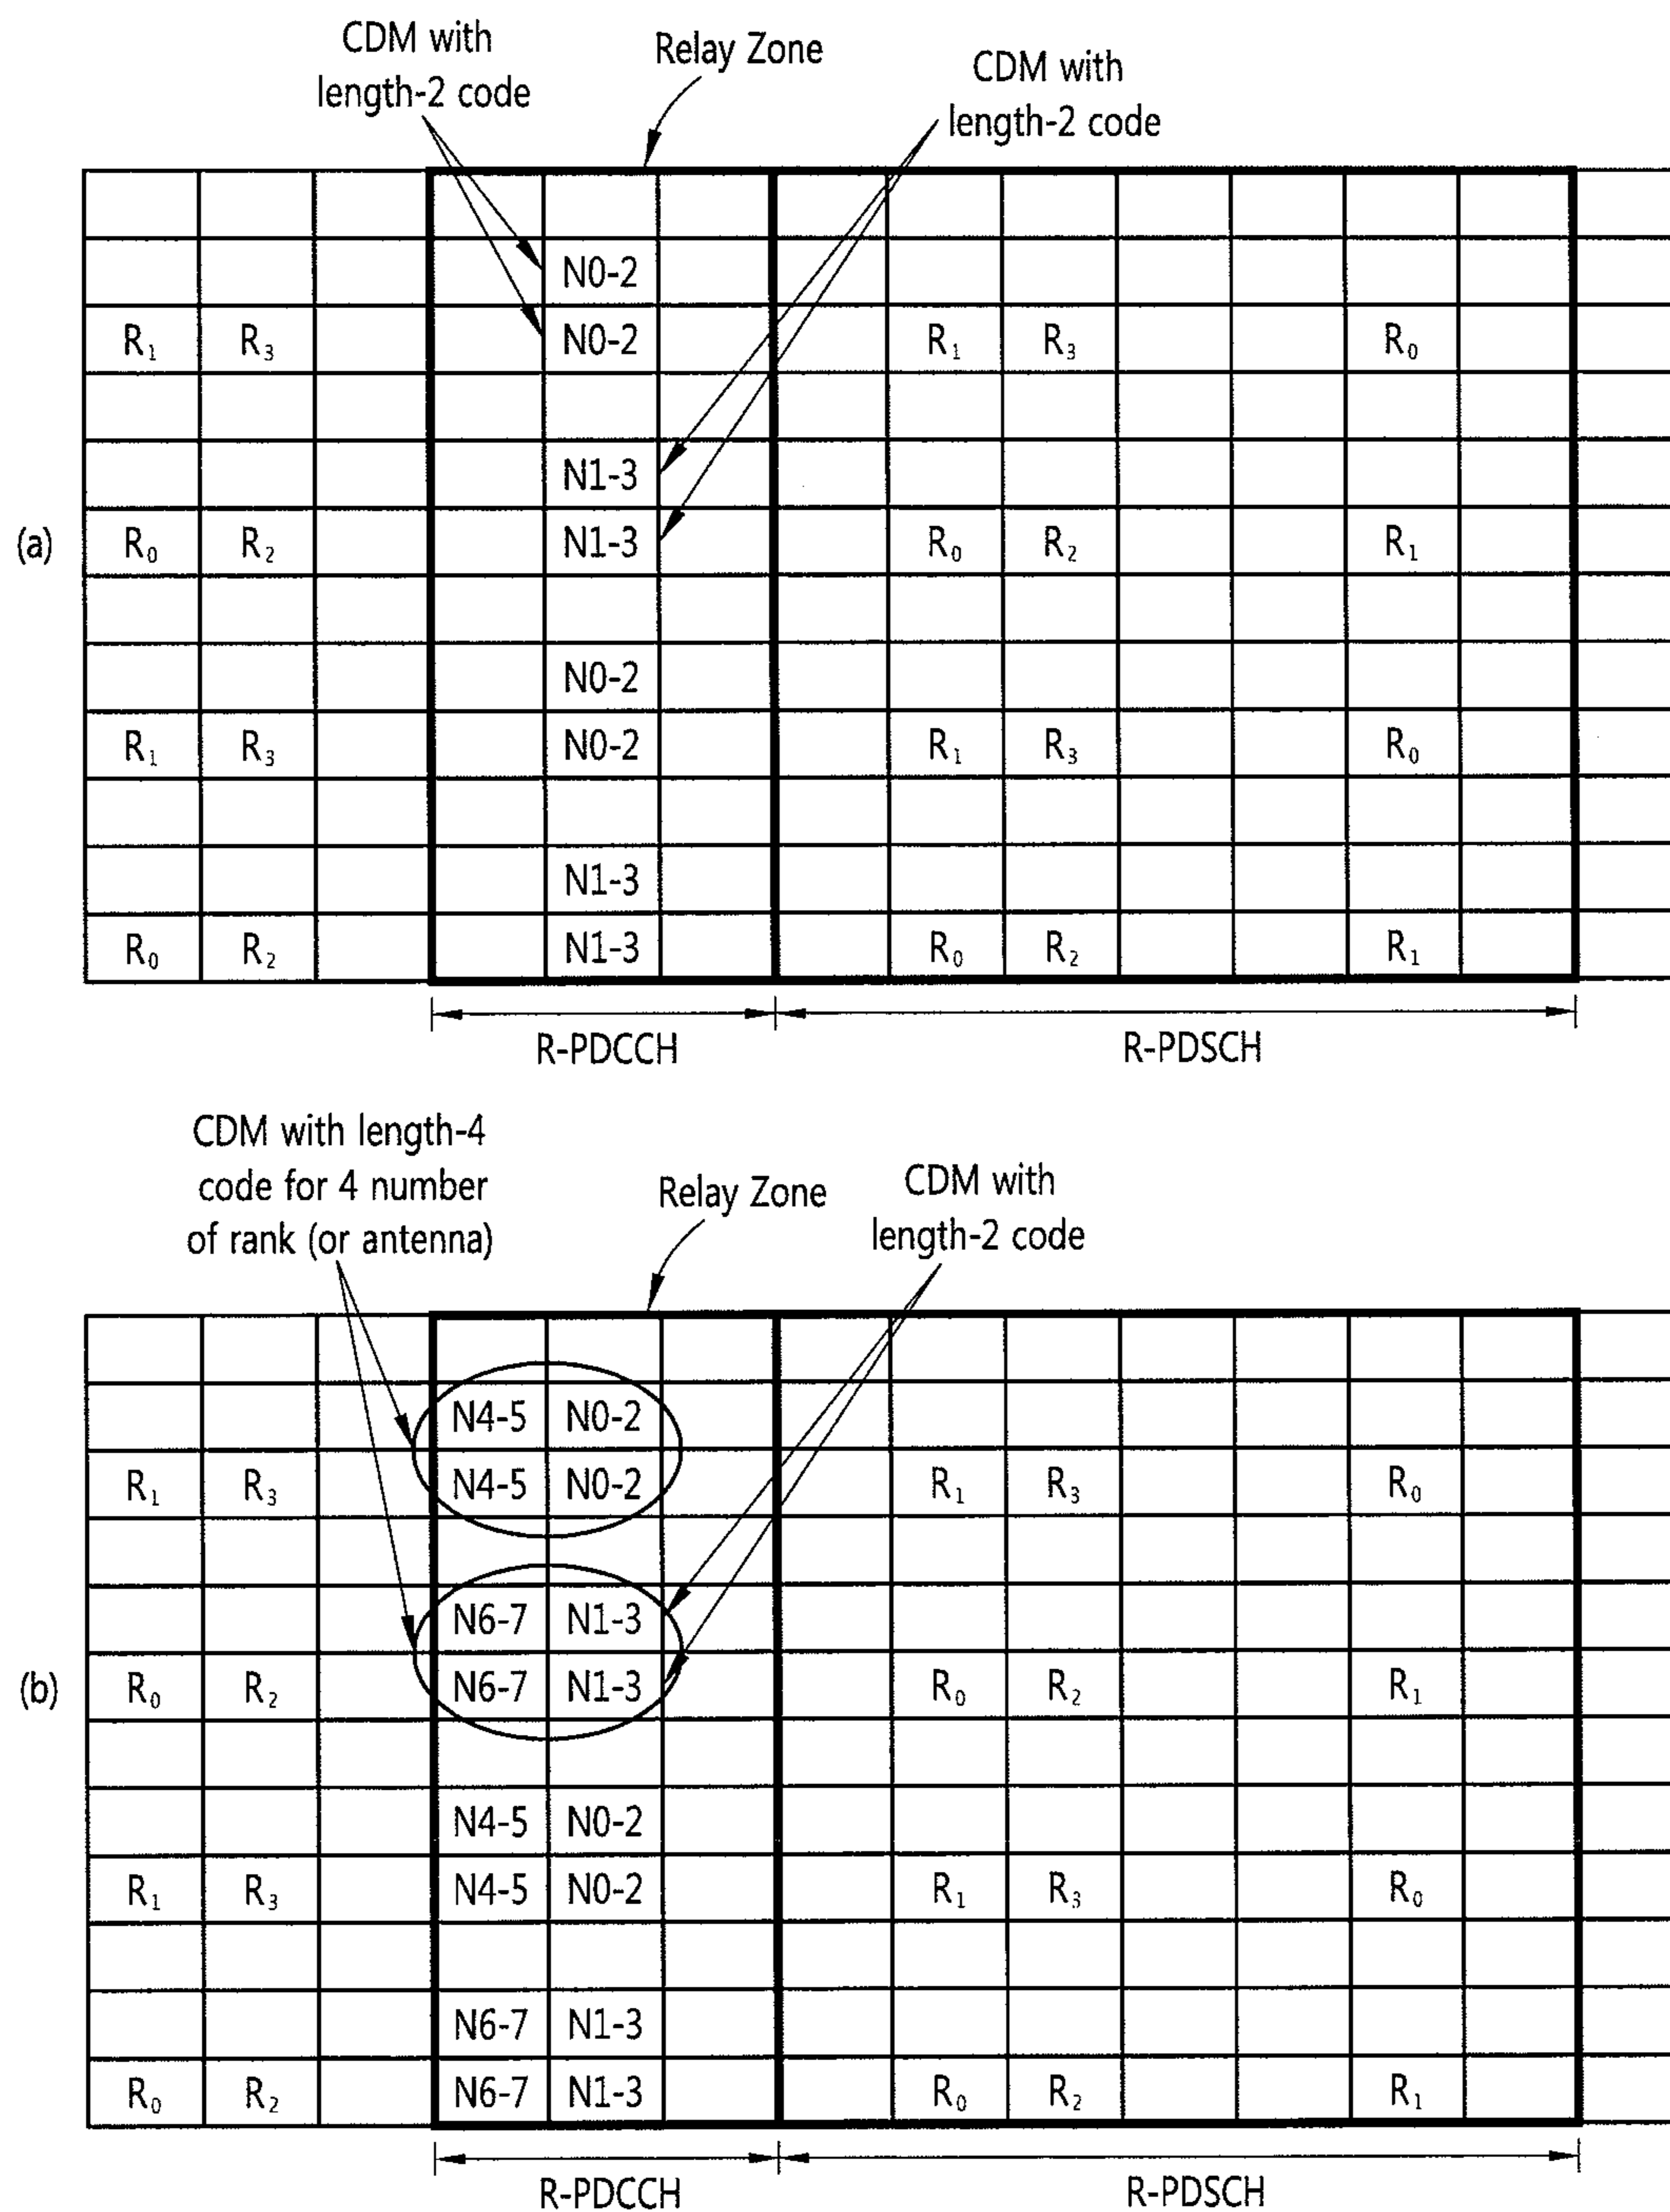 CDM with
length-2 code
Relay Zone
CDM with
length-2 code
N0-2
R₁ R₃ N0-2 R₁ R₃ R₀
N1-3
(a) R₀ R₂ N1-3 R₀ R₂ R₁
N0-2
R₁ R₃ N0-2 R₁ R₃ R₀
N1-3
R₀ R₂ N1-3 R₀ R₂ R₁
R-PDCCH R-PDSCH
CDM with length-4
code for 4 number
of rank (or antenna)
Relay Zone
CDM with
length-2 code
N4-5 N0-2
R₁ R₃ N4-5 N0-2 R₁ R₃ R₀
N6-7 N1-3
(b) R₀ R₂ N6-7 N1-3 R₀ R₂ R₁
N4-5 N0-2
R₁ R₃ N4-5 N0-2 R₁ R₃ R₀
N6-7 N1-3
R₀ R₂ N6-7 N1-3 R₀ R₂ R₁
R-PDCCH R-PDSCH